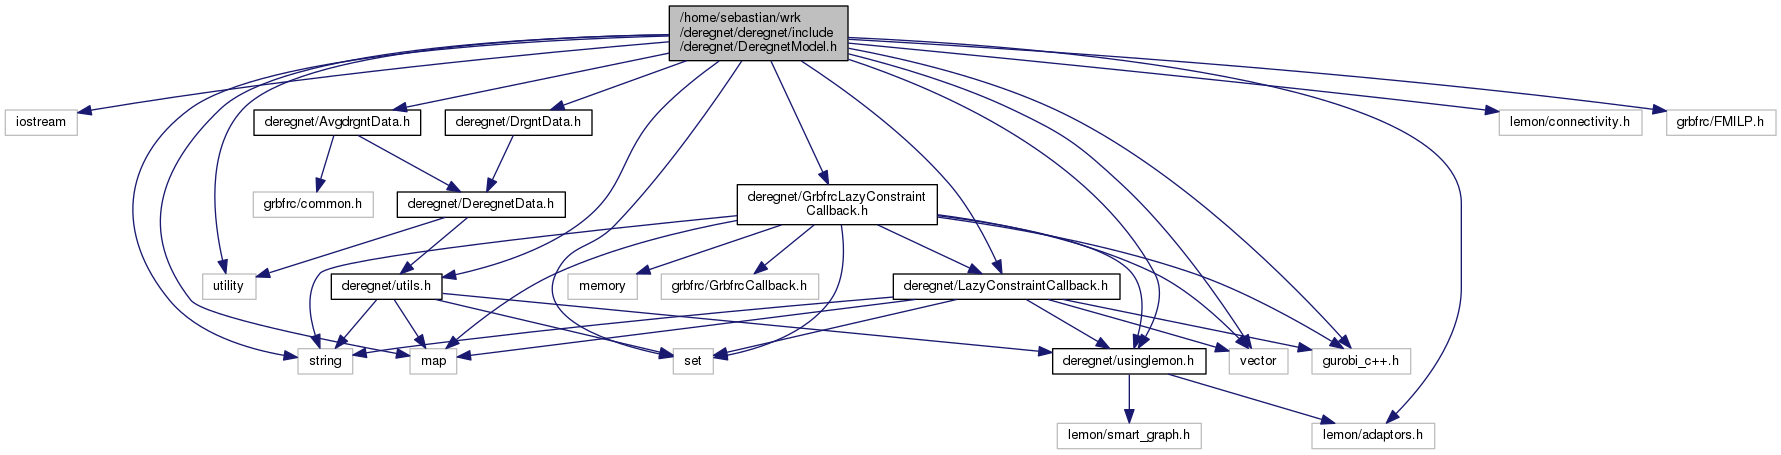 /home/sebastian/wrk
/deregnet/deregnet/include
/deregnet/DeregnetModel.h
iostream
deregnet/AvgdrgntData.h
deregnet/DrgntData.h
lemon/connectivity.h
grbfrc/FMILP.h
grbfrc/common.h
deregnet/DeregnetData.h
deregnet/GrbfrcLazyConstraint
Callback.h
utility
deregnet/utils.h
memory
grbfrc/GrbfrcCallback.h
deregnet/LazyConstraintCallback.h
string
map
set
deregnet/usinglemon.h
vector
gurobi_c++.h
lemon/smart_graph.h
lemon/adaptors.h